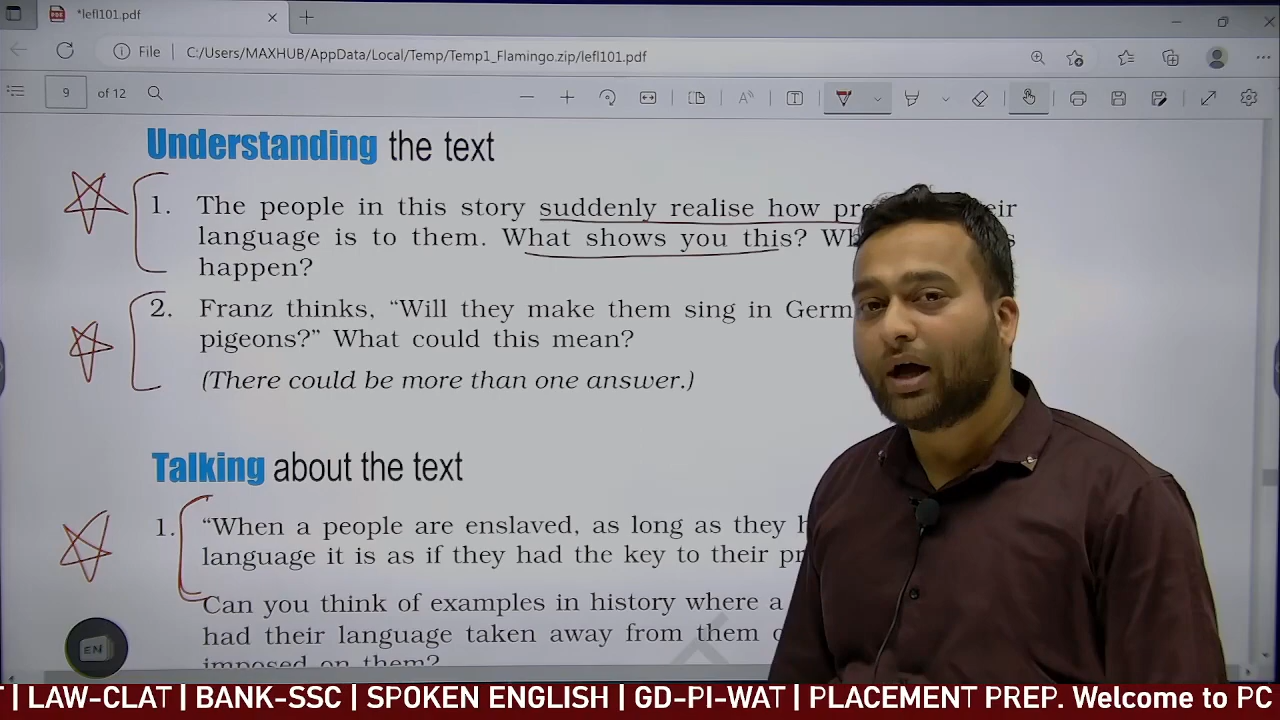 *lefl101.pdf
File
C:/Users/MAXHUB/AppData/Local/Temp/Temp1_Flamingo.zip/lefl101.pdf
9 of 12
Understanding the text
1. The people in this story suddenly realise how
language is to them. What shows you this?
happen?
2. Franz thinks, “Will they make them sing in
pigeons?” What could this mean?
(There could be more than one answer.)
Talking about the text
1. “When a people are enslaved, as long as they
language it is as if they had the key to their
Can you think of examples in history where a
had their language taken away from them
imposed on them?
EN
| LAW-CLAT | BANK-SSC | SPOKEN ENGLISH | GD-PI-WAT | PLACEMENT PREP. Welcome to PC